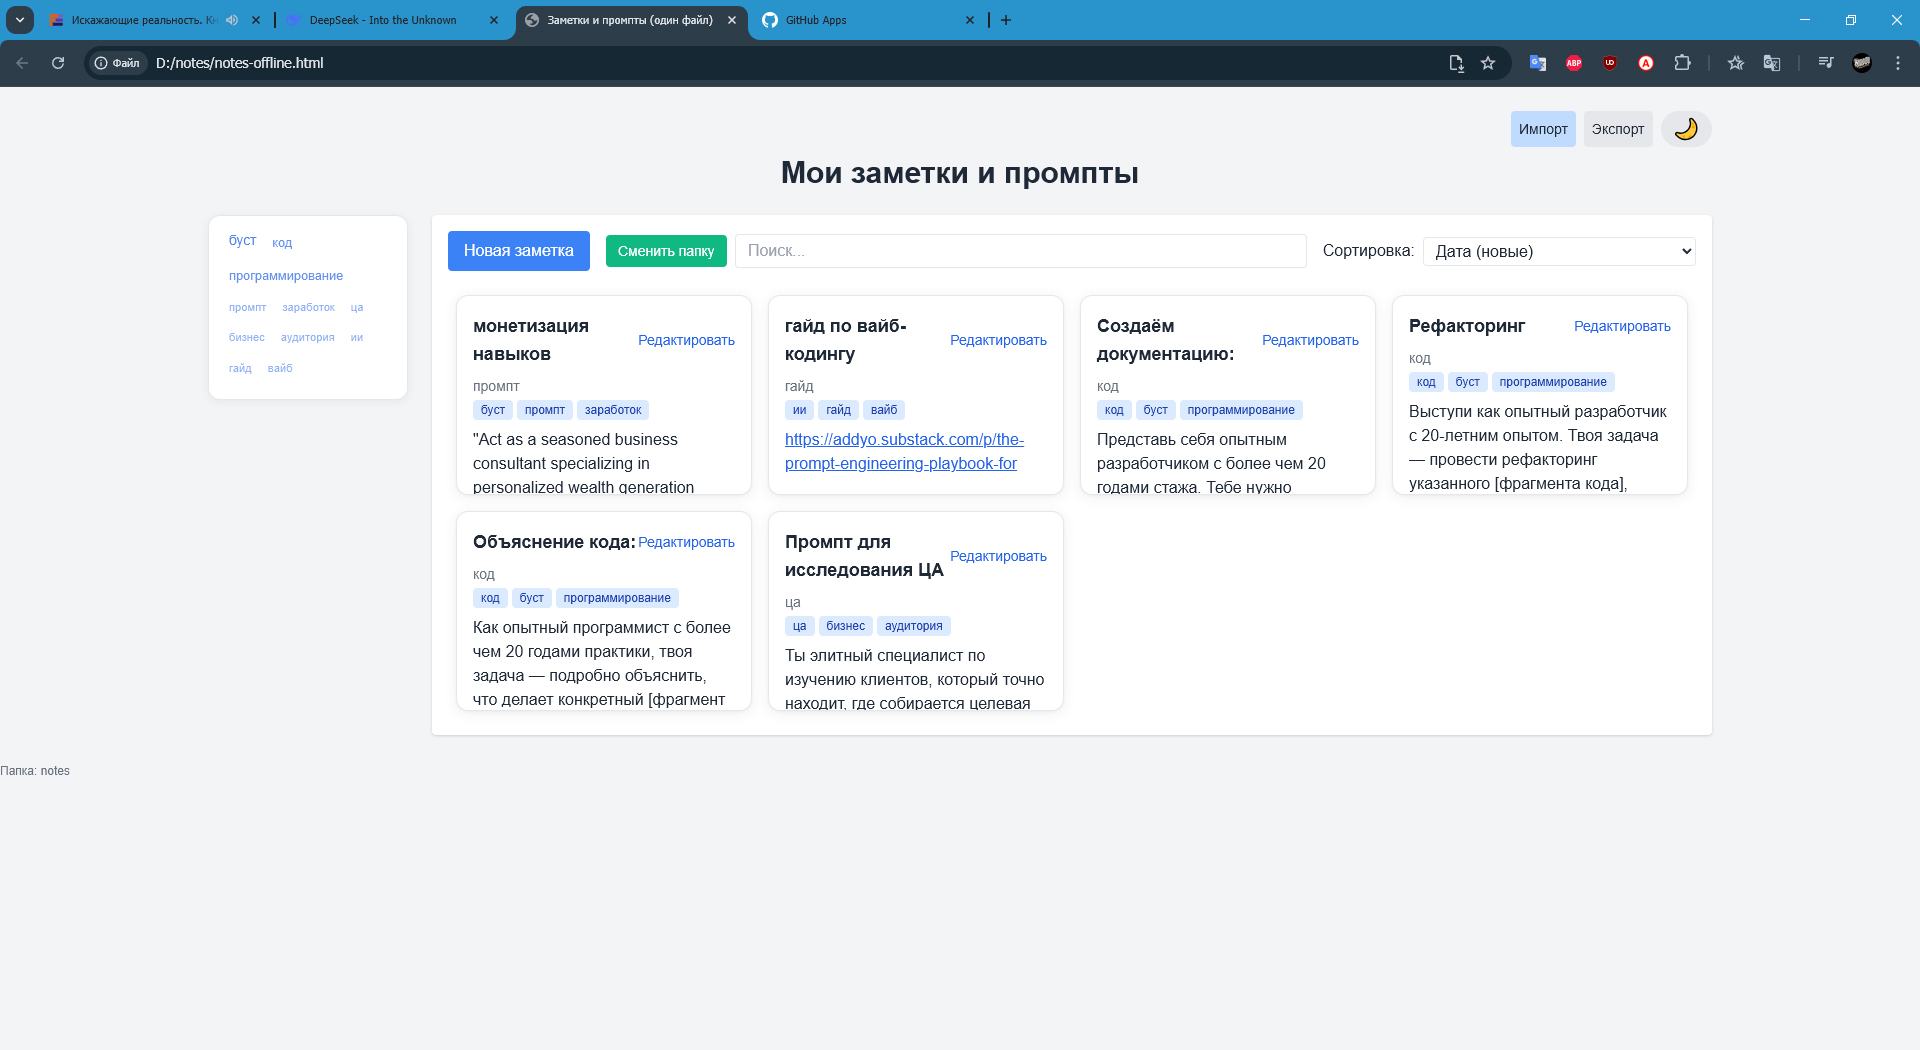 Искажающие реальность. Кн
DeepSeek - Into the Unknown
Заметки и промпты (один файл)
GitHub Apps
Файл
D:/notes/notes-offline.html
ABP
Импорт
Экспорт
Мои заметки и промпты
буст код
программирование
промпт заработок ца
бизнес аудитория ии
гайд вайб
Новая заметка
Сменить папку
Поиск...
Сортировка:
Дата (новые)
монетизация
навыков
Редактировать
промпт
буст промпт заработок
"Act as a seasoned business
consultant specializing in
personalized wealth generation
гайд по вайб-
кодингу
Редактировать
гайд
ии гайд вайб
https://addyo.substack.com/p/the-
prompt-engineering-playbook-for
Создаём
документацию:
Редактировать
код
код буст программирование
Представь себя опытным
разработчиком с более чем 20
годами стажа. Тебе нужно
Рефакторинг
Редактировать
код
код буст программирование
Выступи как опытный разработчик
с 20-летним опытом. Твоя задача
— провести рефакторинг
указанного [фрагмента кода],
Объяснение кода:
Редактировать
код
код буст программирование
Как опытный программист с более
чем 20 годами практики, твоя
задача — подробно объяснить,
что делает конкретный [фрагмент
Промпт для
исследования ЦА
Редактировать
ца
ца бизнес аудитория
Ты элитный специалист по
изучению клиентов, который точно
находит, где собирается целевая
Папка: notes